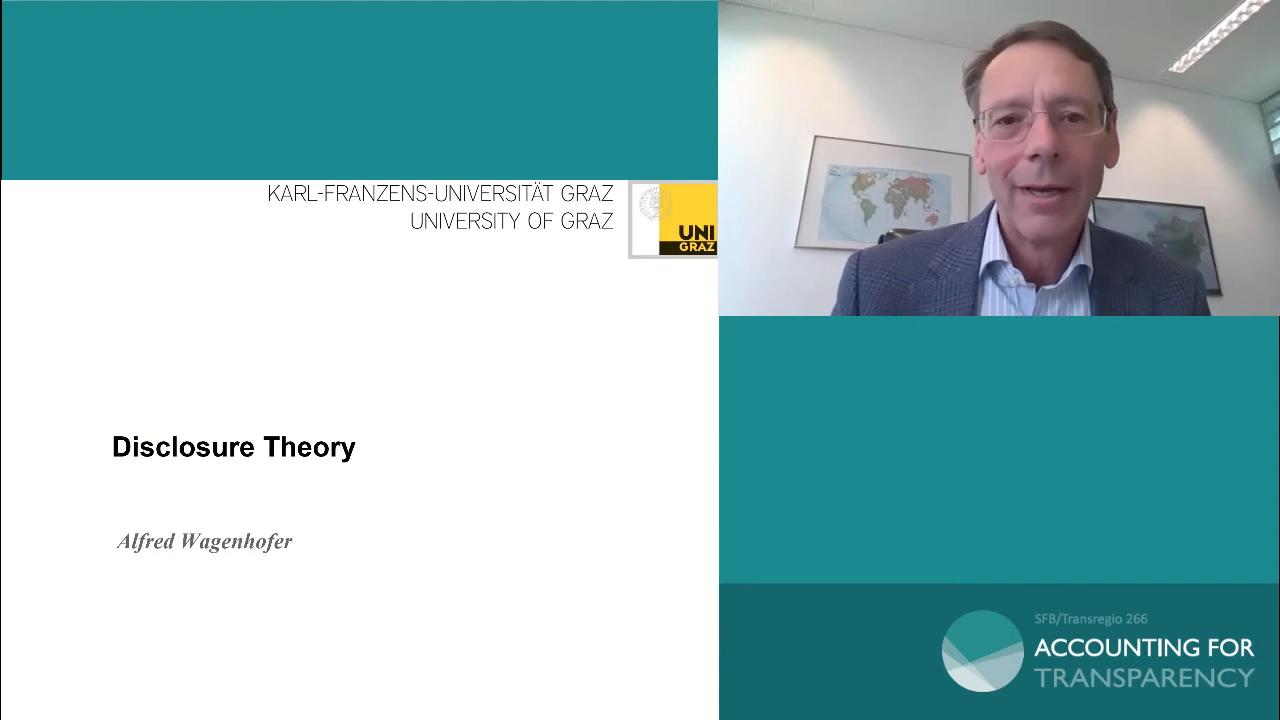 KARL-FRANZENS-UNIVERSITÄT GRAZ
UNIVERSITY OF GRAZ
UNI
GRAZ
Disclosure Theory
Alfred Wagenhofer
SFB/Transregio 266
ACCOUNTING FOR
TRANSPARENCY